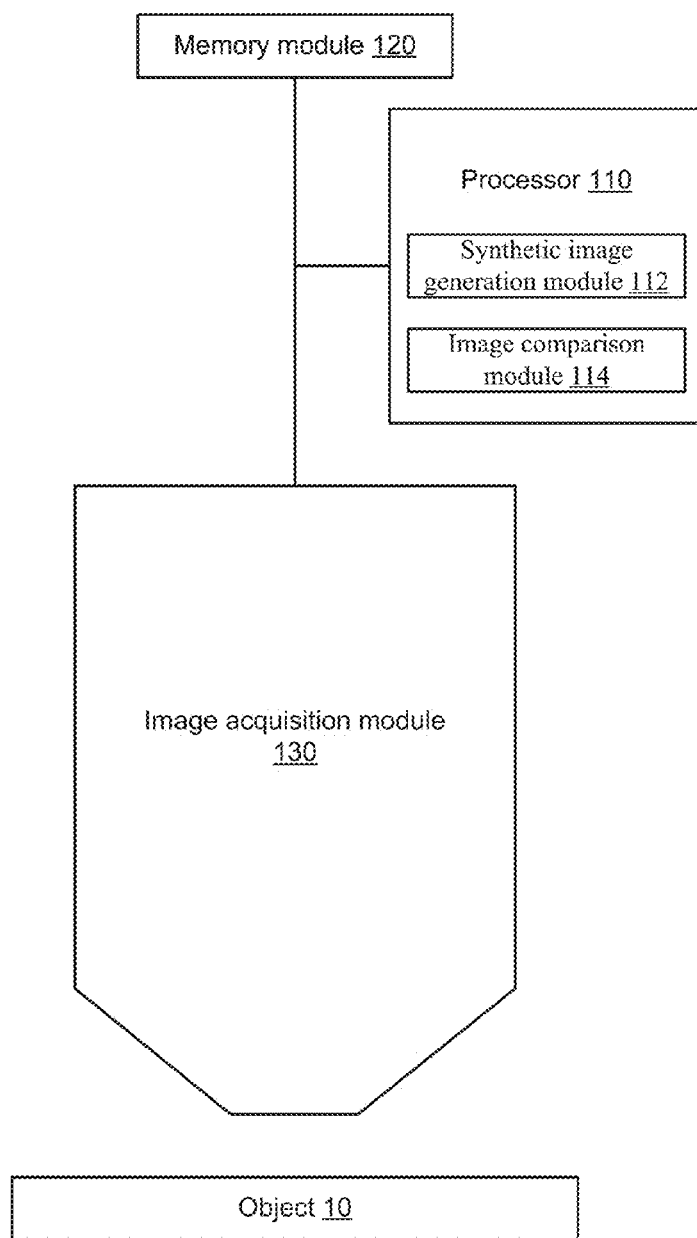 Memory module 120
Processor 110
Synthetic image
generation module 112
Image comparison
module 114
Image acquisition module
130
Object 10